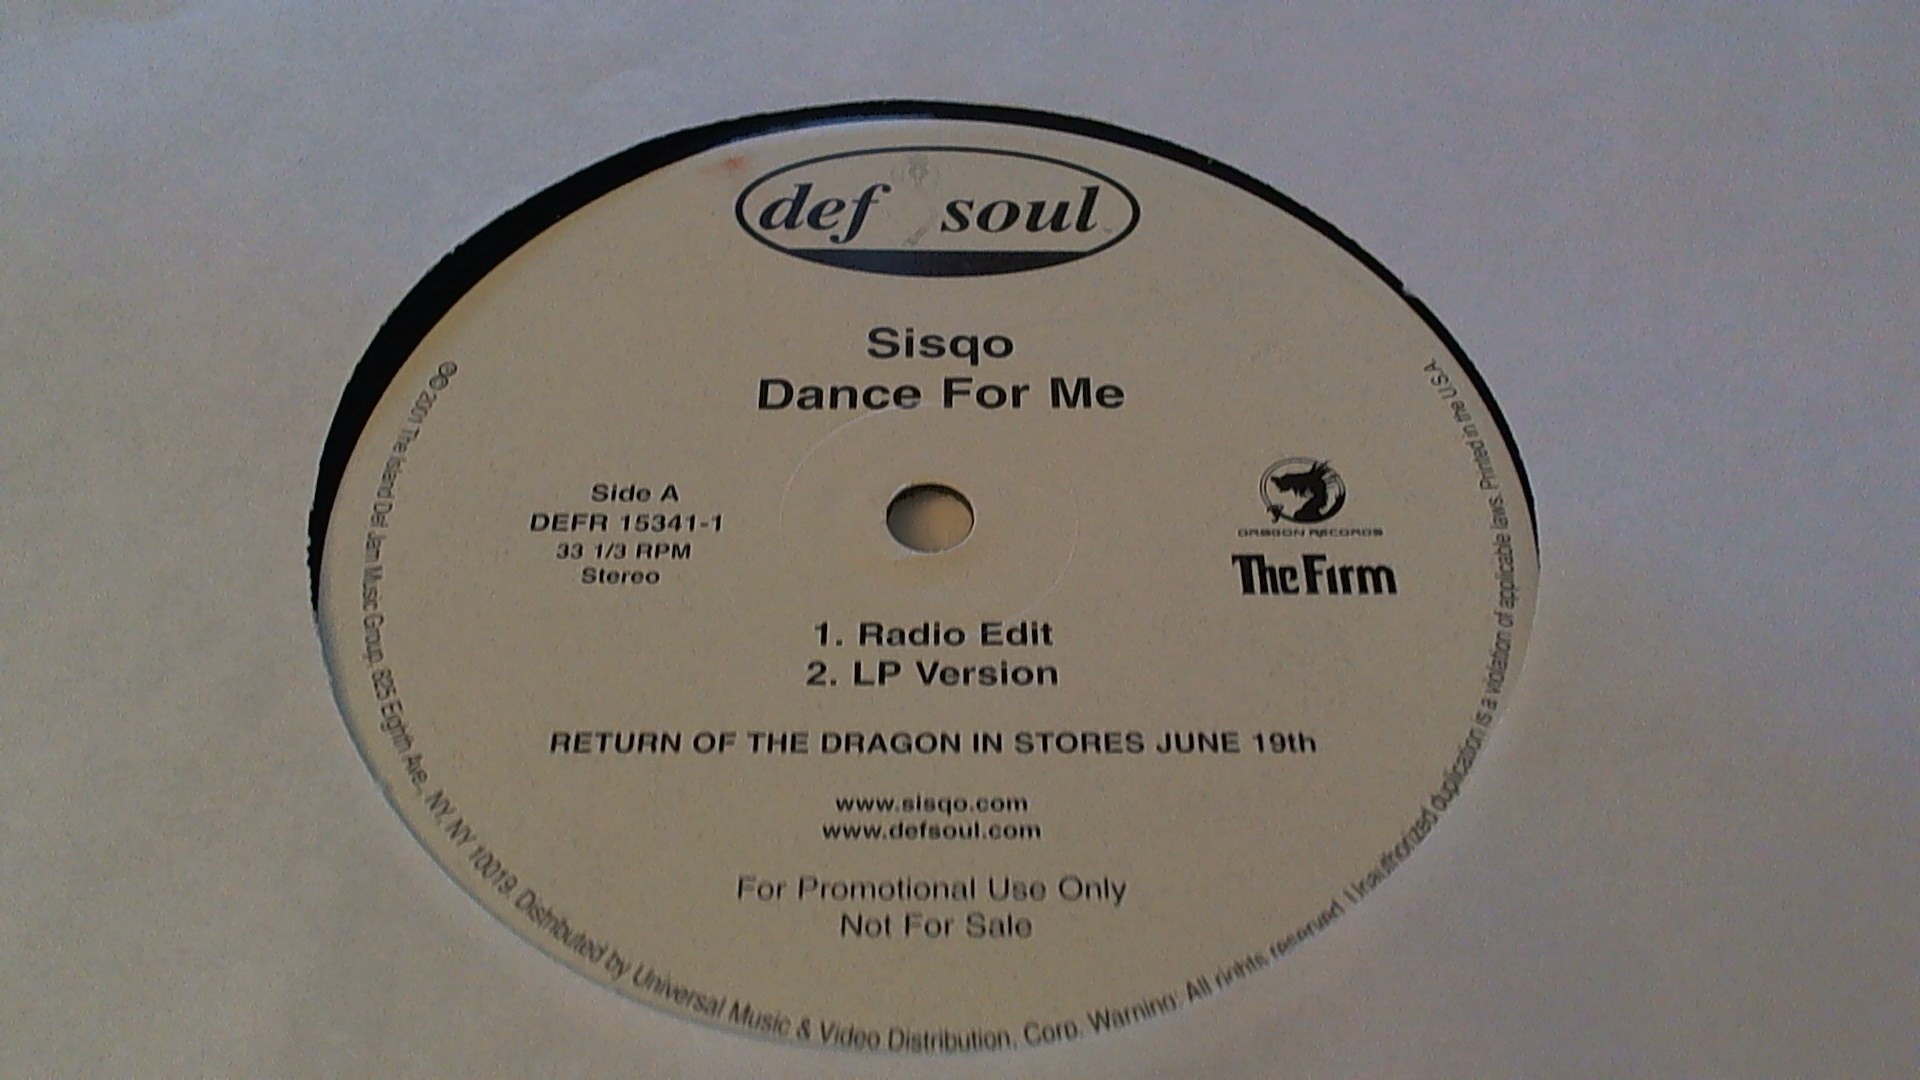 def soul
Sisqo
Dance For Me
Side A
DEFR 15341-1
33 1/3 RPM
Stereo
DRAGON RECORDS
The Firm
1. Radio Edit
2. LP Version
RETURN OF THE DRAGON IN STORES JUNE 19th
www.sisqo.com
www.defsoul.com
For Promotional Use Only
Not For Sale
℗© 2001 The Island Def Jam Music Group, 825 Eighth Ave., NY, NY 10019. Distributed by Universal Music & Video Distribution, Corp. Warning: All rights reserved. Unauthorized duplication is a violation of applicable laws. Printed in the U.S.A.